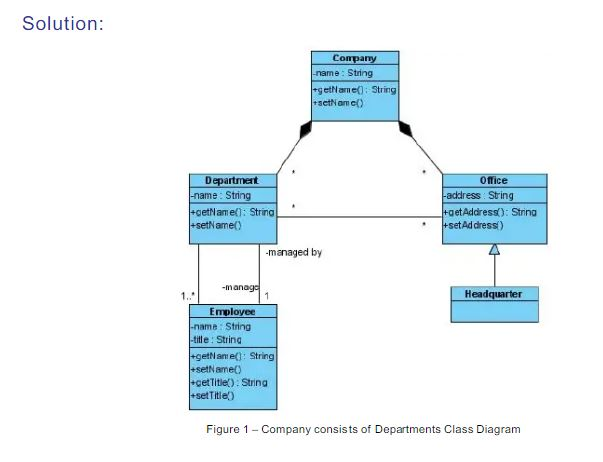 Solution:
Company
-name : String
+getName() : String
+setName()
Department
-name : String
+getName() : String
+setName()
*
*
Office
-address : String
+getAddress() : String
+setAddress()
*
*
-managed by
-manage
1..*
1
Headquarter
Employee
-name : String
-title : String
+getName() : String
+setName()
+getTitle() : String
+setTitle()
Figure 1 – Company consists of Departments Class Diagram